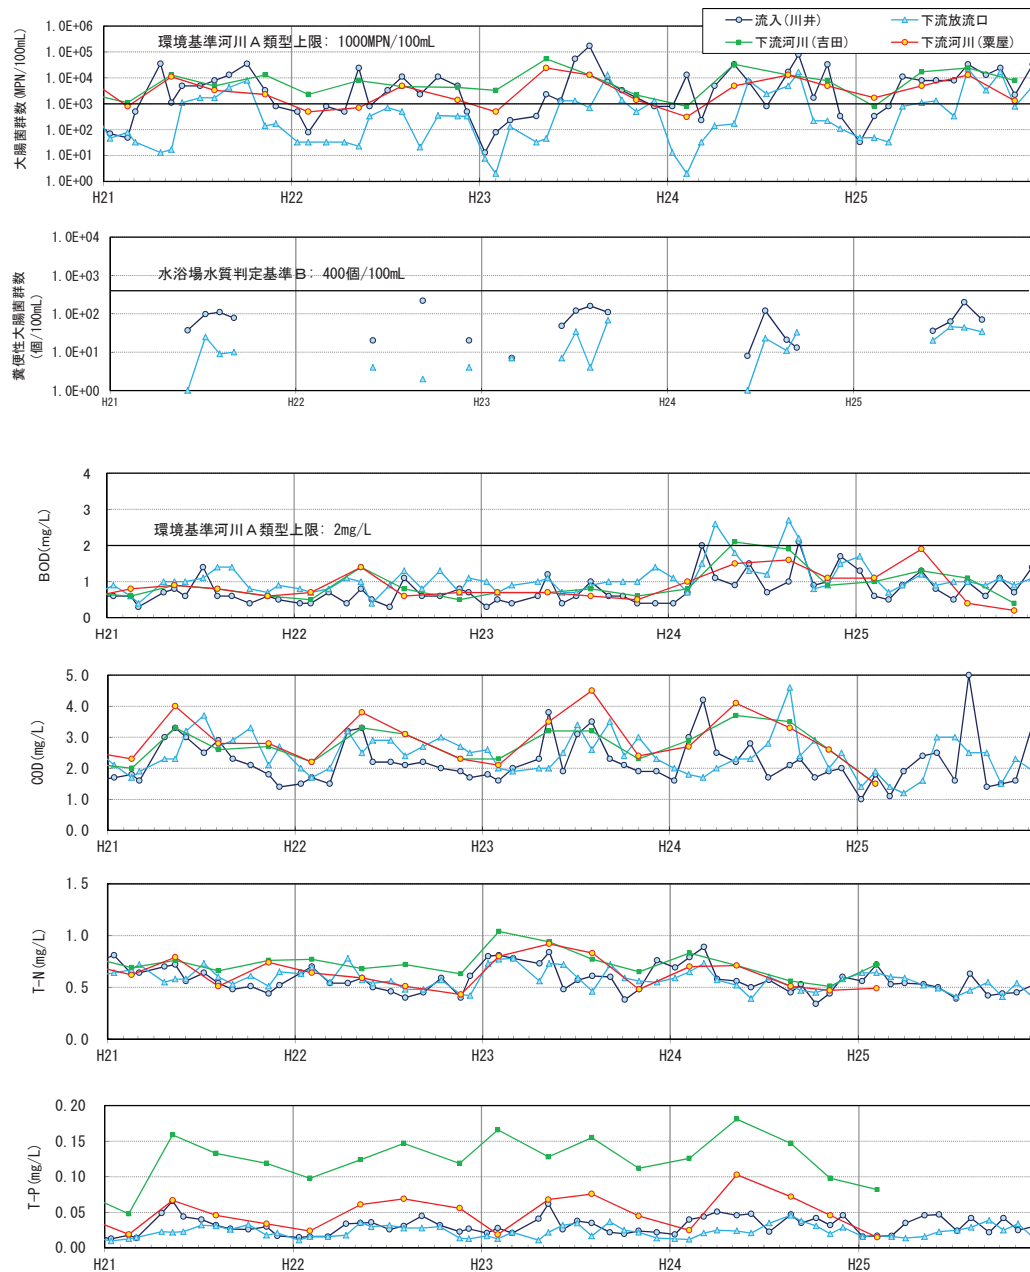 流入(川井)
下流放流口
下流河川(吉田)
下流河川(粟屋)
大腸菌群数(MPN/100mL)
1.0E+06
1.0E+05
1.0E+04
1.0E+03
1.0E+02
1.0E+01
1.0E+00
環境基準河川A類型上限: 1000MPN/100mL
H21
H22
H23
H24
H25
糞便性大腸菌群数
(個/100mL)
1.0E+04
1.0E+03
1.0E+02
1.0E+01
1.0E+00
水浴場水質判定基準B: 400個/100mL
H21
H22
H23
H24
H25
BOD(mg/L)
4
3
2
1
0
環境基準河川A類型上限: 2mg/L
H21
H22
H23
H24
H25
COD(mg/L)
5.0
4.0
3.0
2.0
1.0
0.0
H21
H22
H23
H24
H25
T-N(mg/L)
1.5
1.0
0.5
0.0
H21
H22
H23
H24
H25
T-P(mg/L)
0.20
0.15
0.10
0.05
0.00
H21
H22
H23
H24
H25